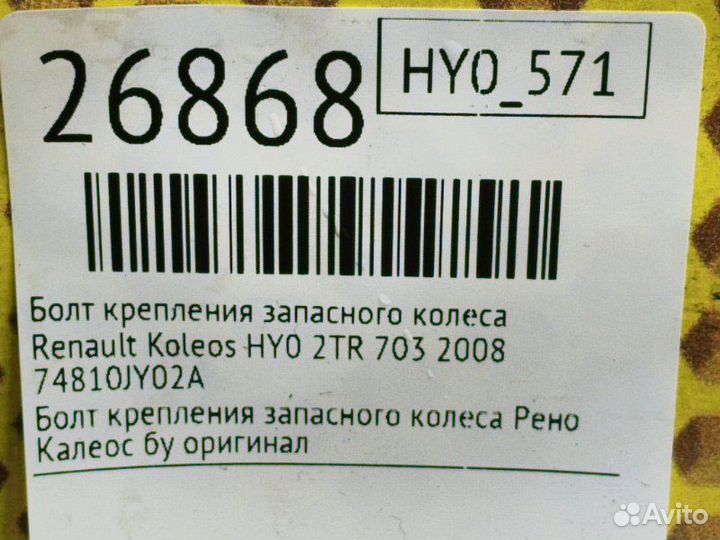 26868
HY0_571
Болт крепления запасного колеса
Renault Koleos HY0 2TR 703 2008
74810JY02A
Болт крепления запасного колеса Рено
Калеос бу оригинал
Avito